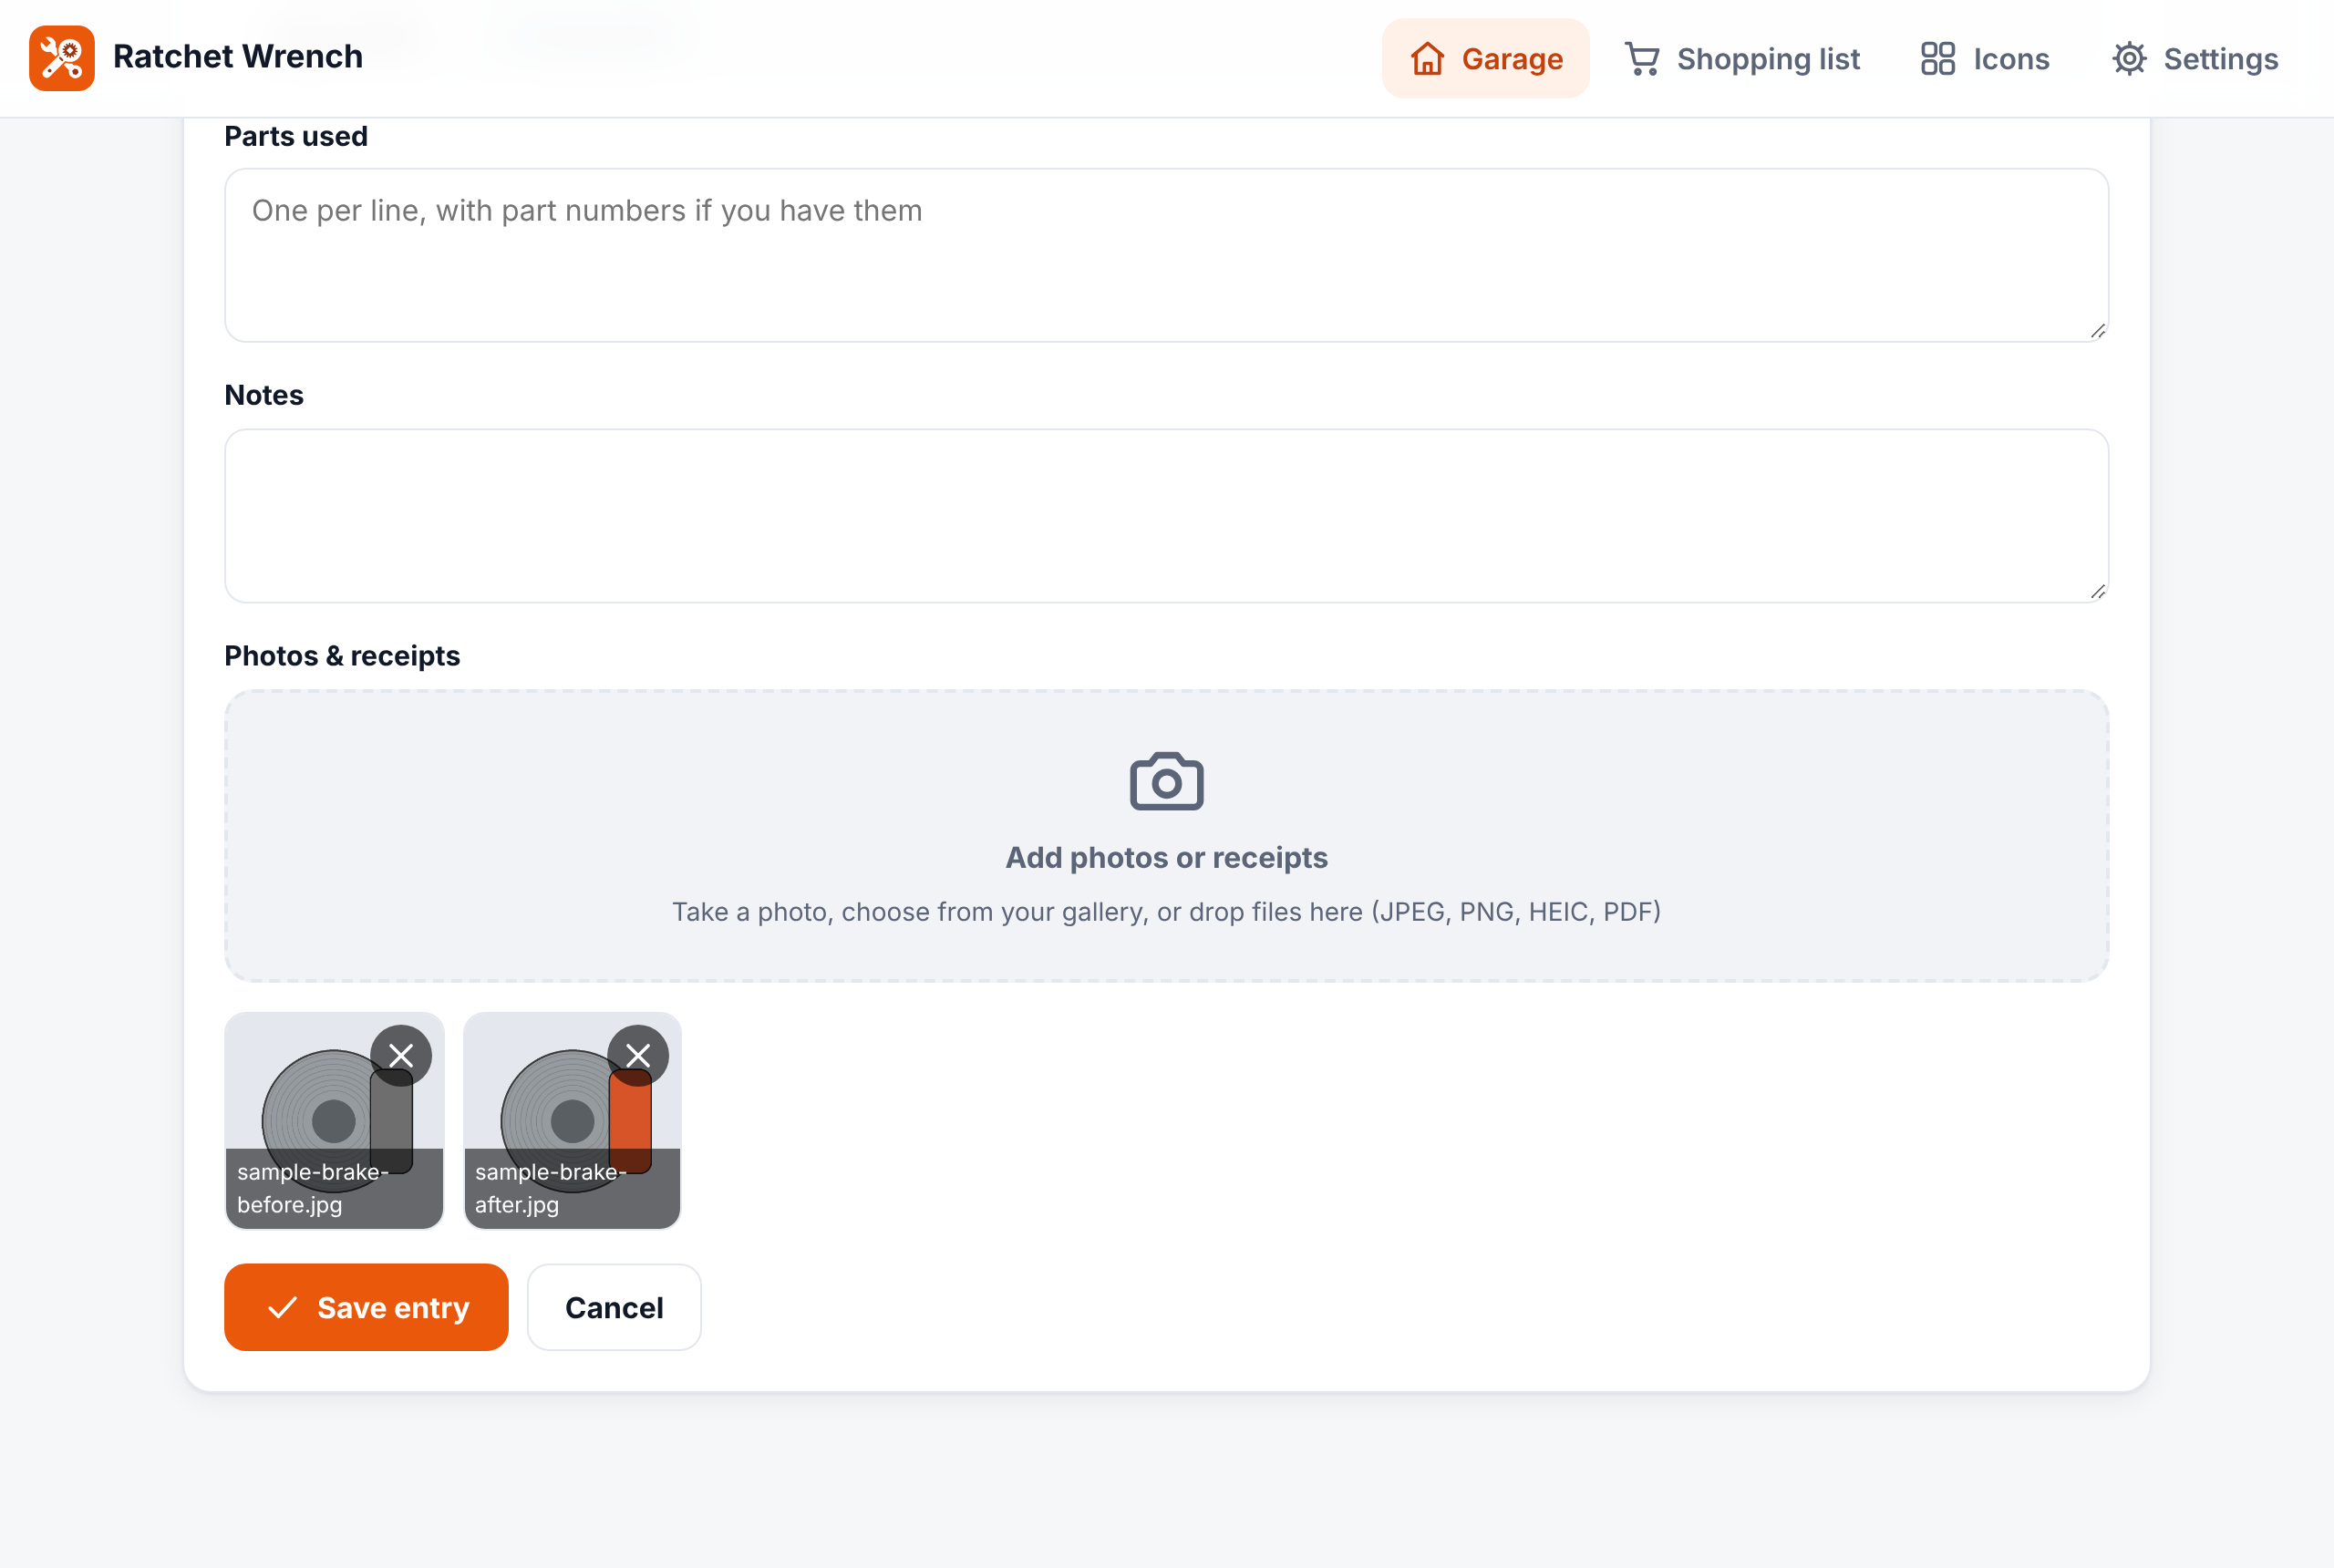 Ratchet Wrench
Garage
Shopping list
Icons
Settings
Parts used
One per line, with part numbers if you have them
Notes
Photos & receipts
Add photos or receipts
Take a photo, choose from your gallery, or drop files here (JPEG, PNG, HEIC, PDF)
sample-brake-
before.jpg
sample-brake-
after.jpg
Save entry
Cancel